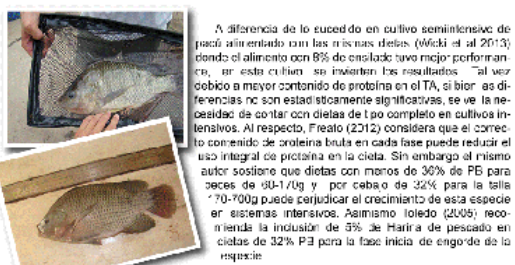 A diferencia de lo sucedido en cultivo semiintensivo de
pacú alimentado con las mismas dietas (Wicki et al 2013)
donde el alimento con 8% de ensilado tuvo mejor performan-
ce, en este cultivo se invierten los resultados. Tal vez
debido a mayor contenido de proteína en el TA, si bien las di-
ferencias no son estadísticamente significativas, se ve la ne-
cesidad de contar con dietas de tipo completo en cultivos in-
tensivos. Al respecto, Freato (2012) considera que el correc-
to contenido de proteína bruta en cada fase puede reducir el
uso integral de proteína en la dieta. Sin embargo el mismo
autor sostiene que dietas con menos de 36% de PB para
peces de 60-170g y por debajo de 32% para la talla
170-700g puede perjudicar el crecimiento de esta especie
en sistemas intensivos. Asimismo Toledo (2005) reco-
mienda la inclusión de 5% de Harina de pescado en
dietas de 32% PB para la fase inicial de engorde de la
especie